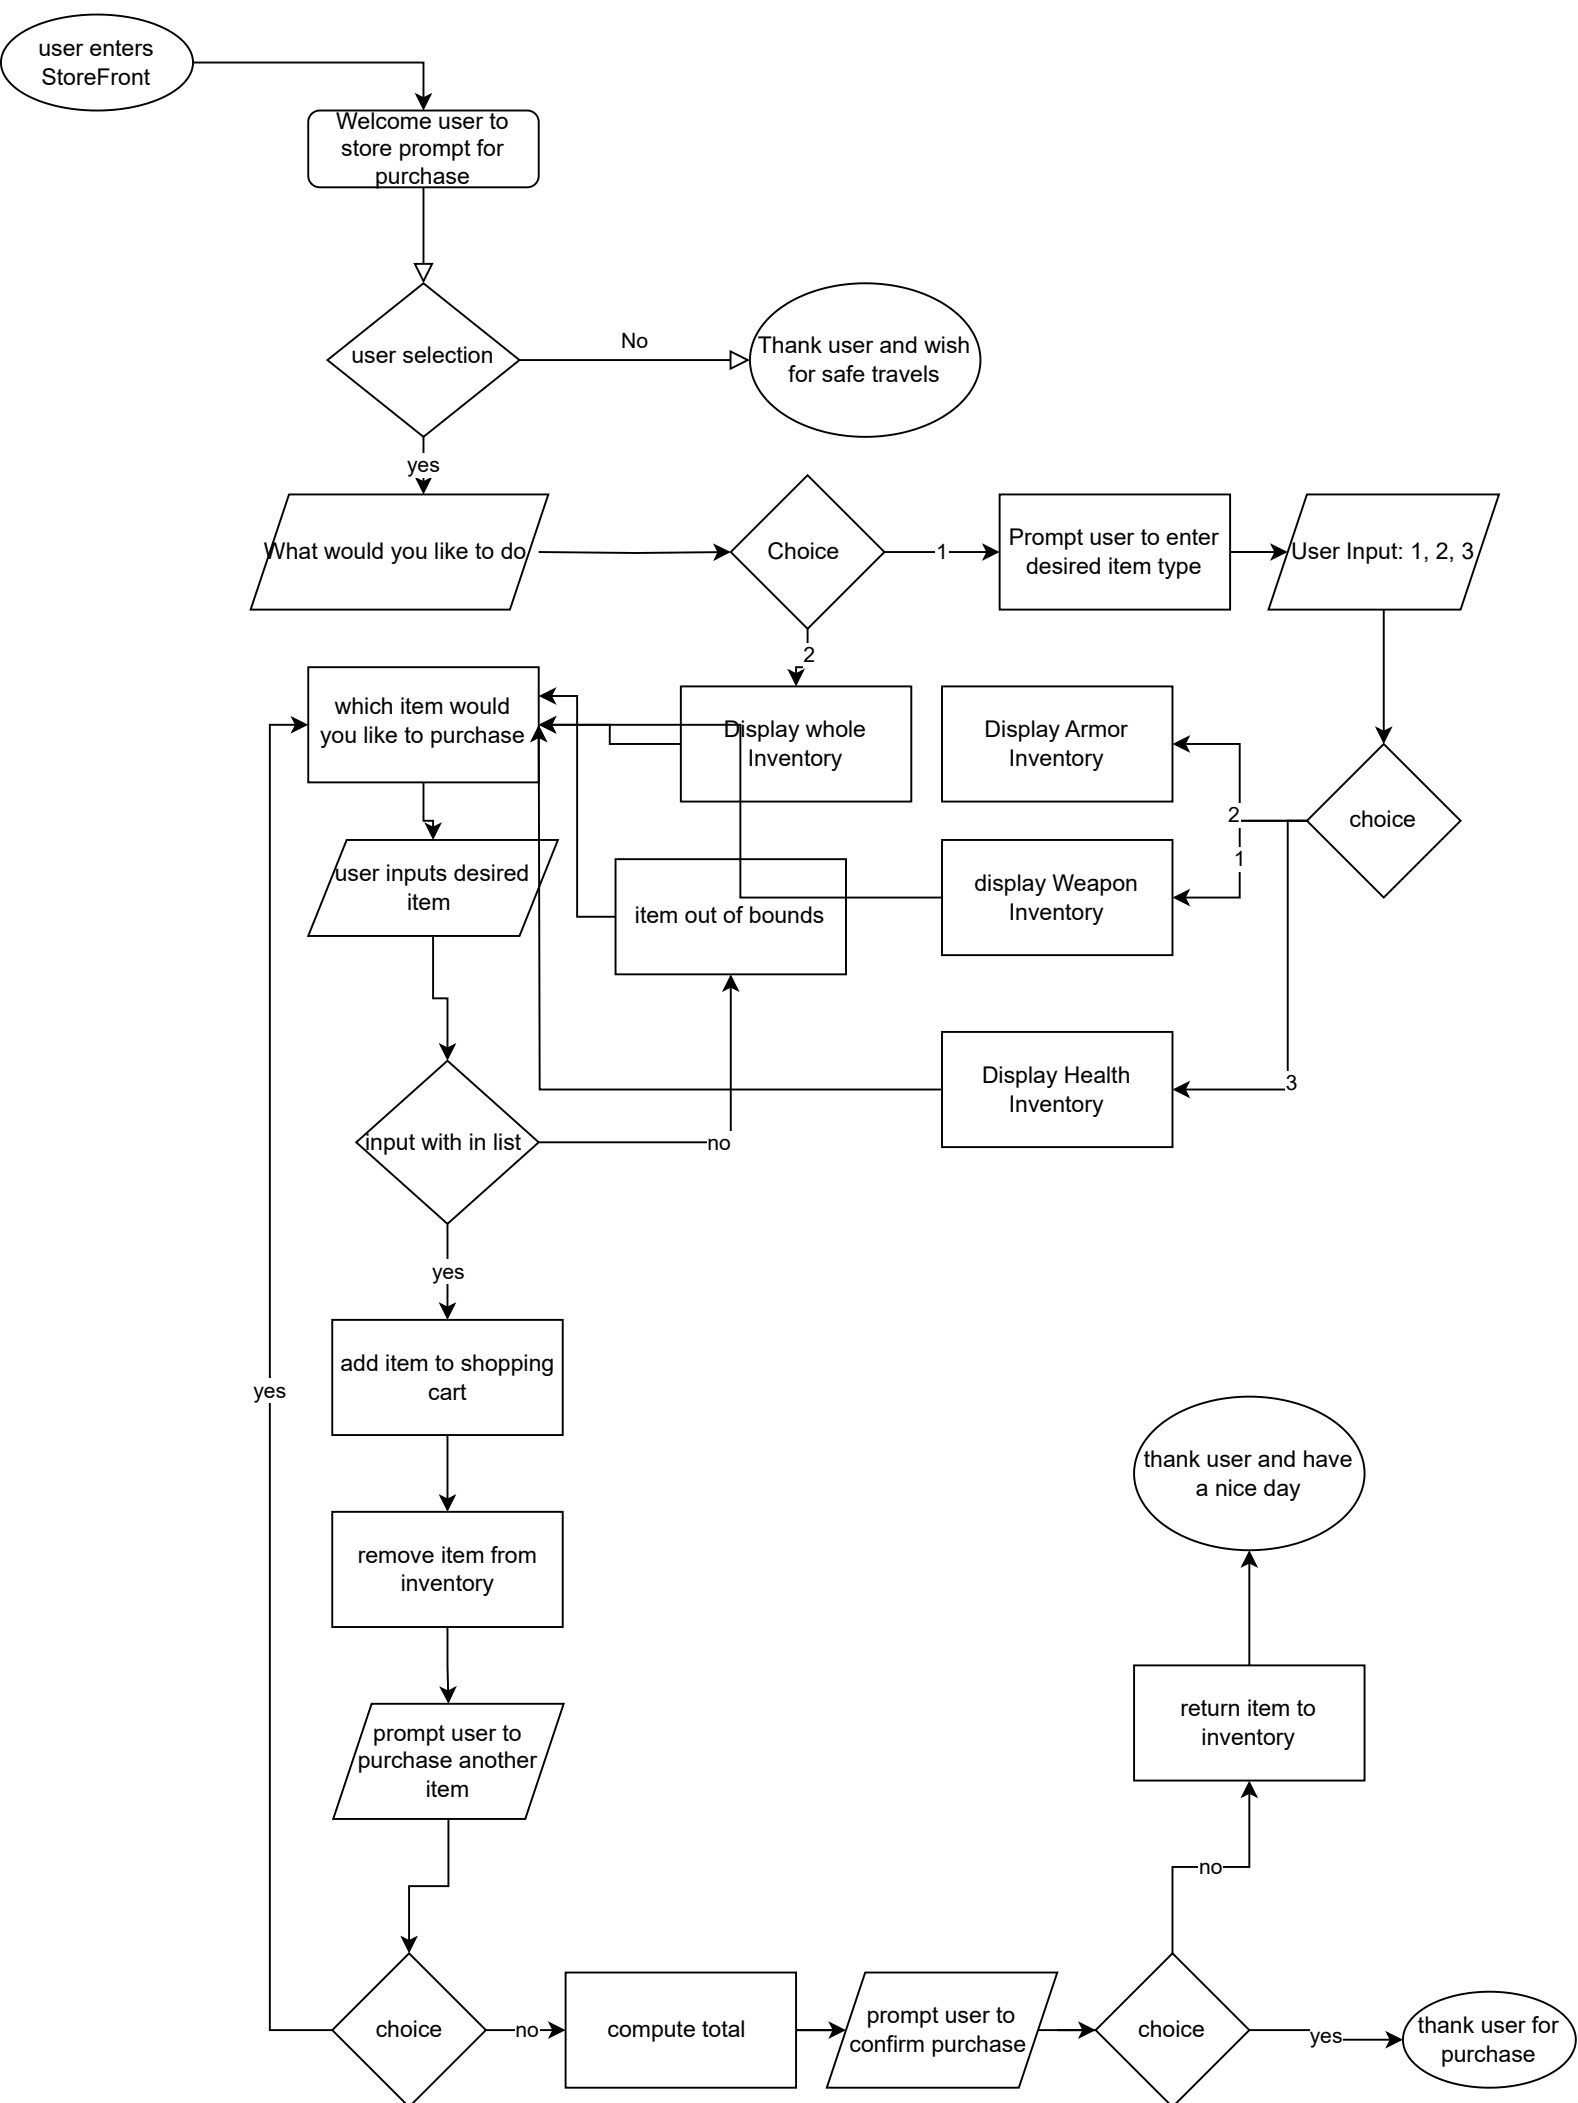 user enters
StoreFront
Welcome user to
store prompt for
purchase
user selection
No
Thank user and wish
for safe travels
yes
What would you like to do
Choice
1
Prompt user to enter
desired item type
User Input: 1, 2, 3
2
which item would
you like to purchase
Display whole
Inventory
Display Armor
Inventory
choice
2
1
user inputs desired
item
item out of bounds
display Weapon
Inventory
Display Health
Inventory
3
input with in list
no
yes
add item to shopping
cart
yes
thank user and have
a nice day
remove item from
inventory
return item to
inventory
prompt user to
purchase another
item
no
choice
no
compute total
prompt user to
confirm purchase
choice
yes
thank user for
purchase